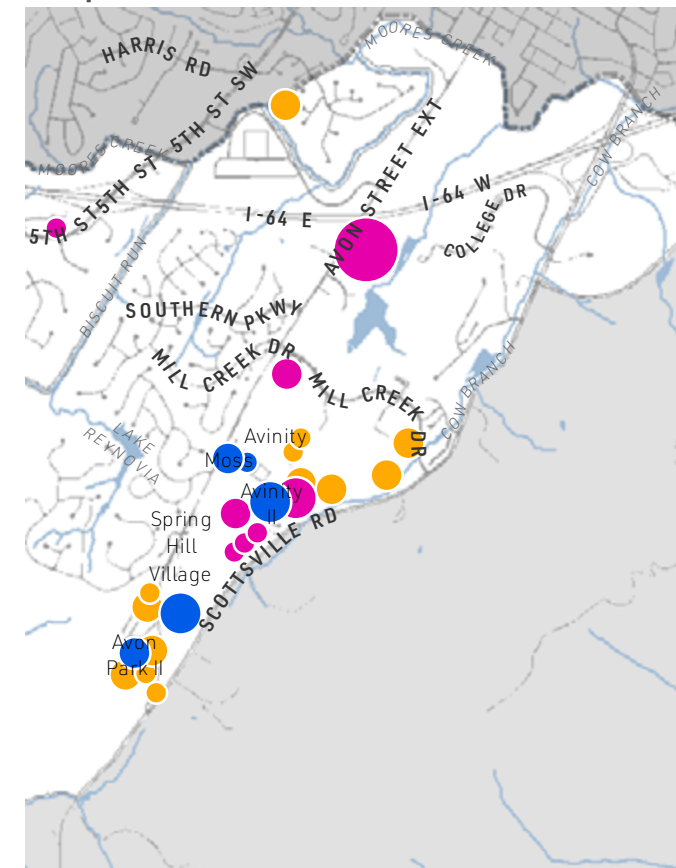 MOORES CREEK
HARRIS RD
5TH ST SW
COW BRANCH
AVON STREET EXT
MOORES CREEK
5TH ST
I-64 W
COLLEGE DR
I-64 E
5TH ST
BISCUIT RUN
SOUTHERN PKWY
MILL CREEK DR
MILL CREEK DR
COW BRANCH
LAKE
REYNOVIA
Avinity
Moss
Avinity
II
Spring
Hill
Village
SCOTTSVILLE RD
Avon
Park II